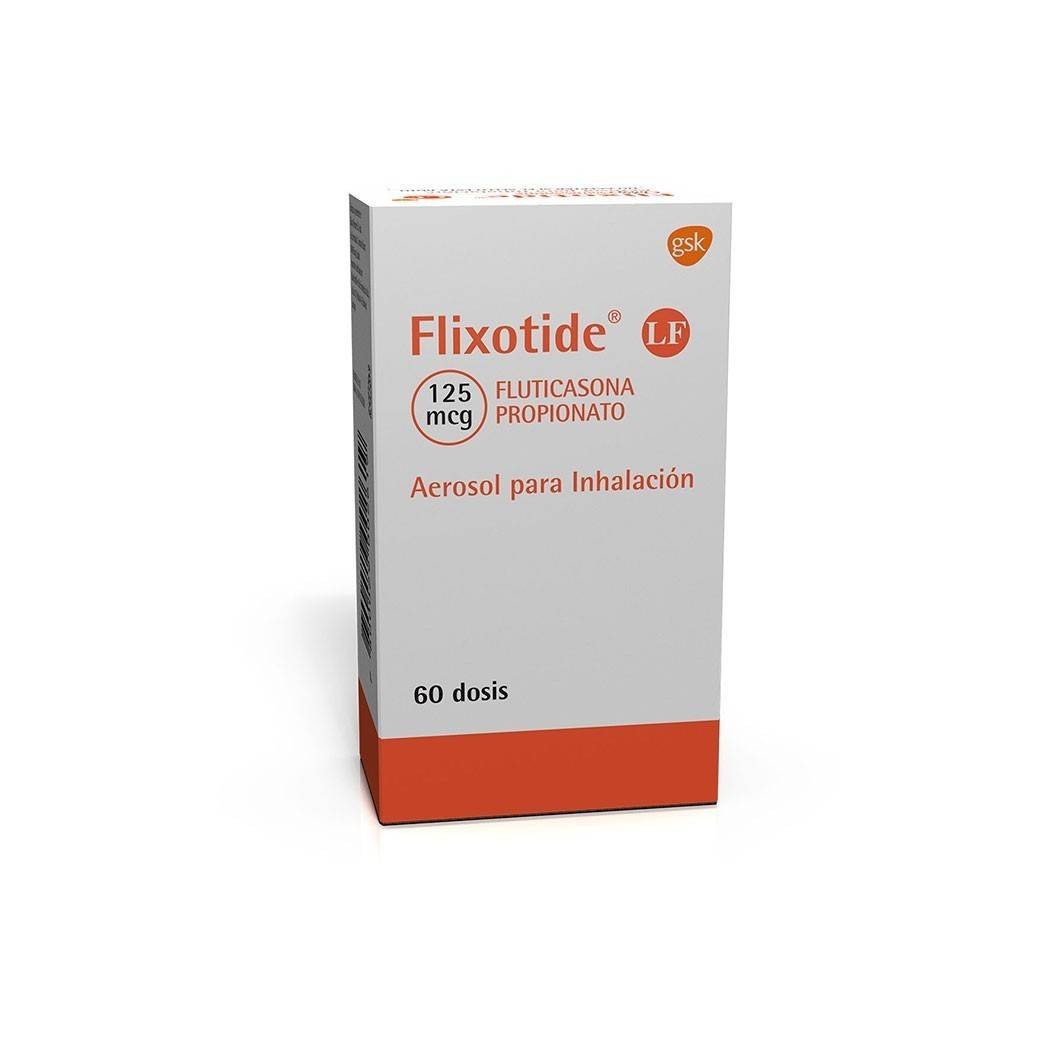 gsk
Flixotide® LF
125 mcg
FLUTICASONA
PROPIONATO
Aerosol para Inhalación
60 dosis